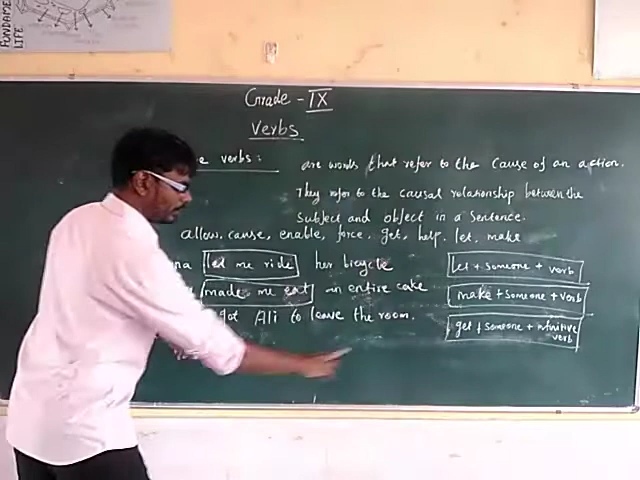 FUNDAME
LIFE
Grade - IX
Verbs
verbs: are words that refer to the cause of an action.
They refer to the causal relationship between the
subject and object in a sentence.
allow, cause, enable, force, get, help, let, make
let me ride her bicycle
let + someone + verb
made me eat an entire cake
make + someone + verb
got Ali to leave the room.
get + someone + infinitive
verb